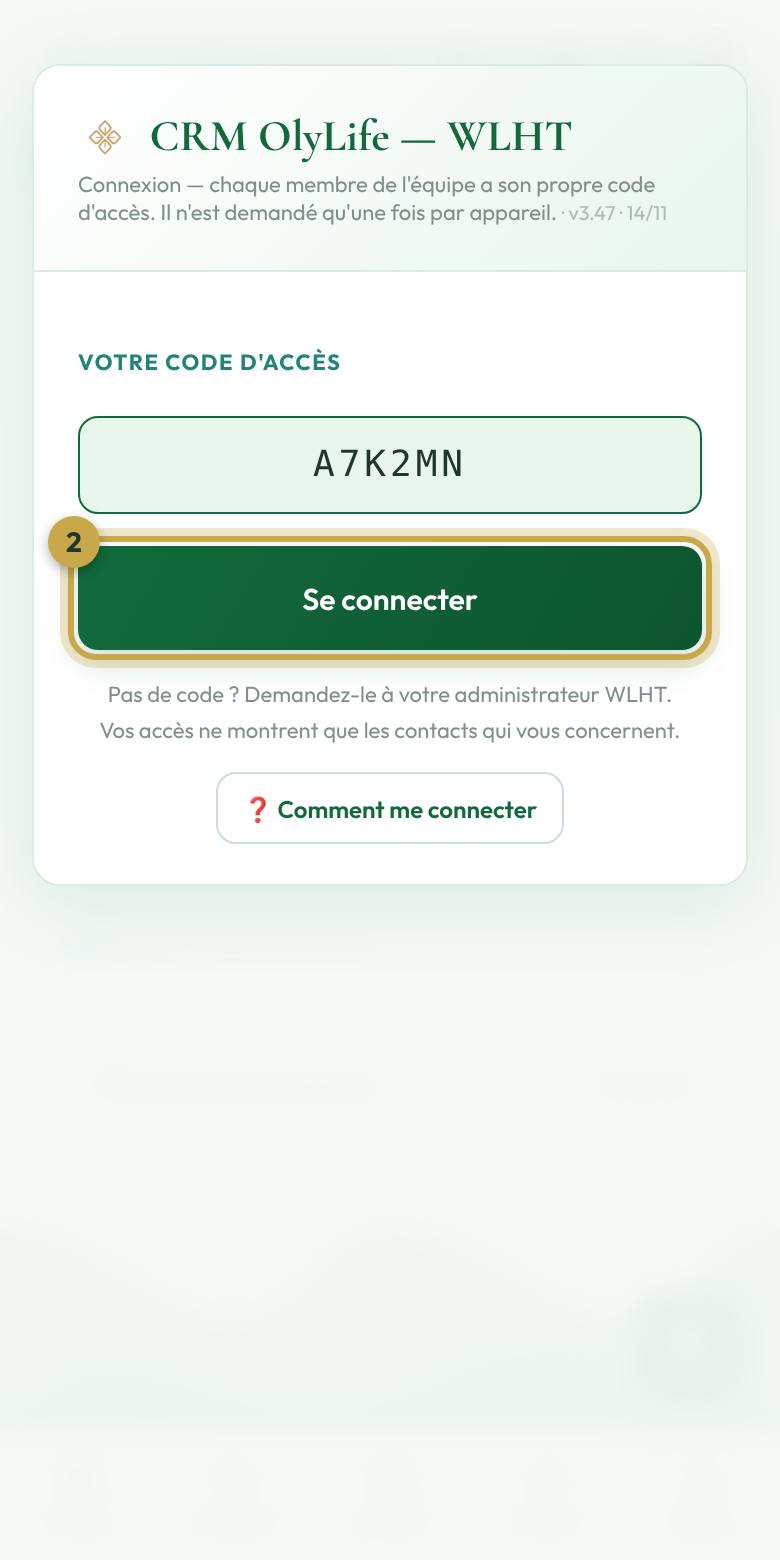 CRM OlyLife — WLHT
Connexion — chaque membre de l'équipe a son propre code
d'accès. Il n'est demandé qu'une fois par appareil. · v3.47 · 14/11
VOTRE CODE D'ACCÈS
A7K2MN
2
Se connecter
Pas de code ? Demandez-le à votre administrateur WLHT.
Vos accès ne montrent que les contacts qui vous concernent.
❓ Comment me connecter